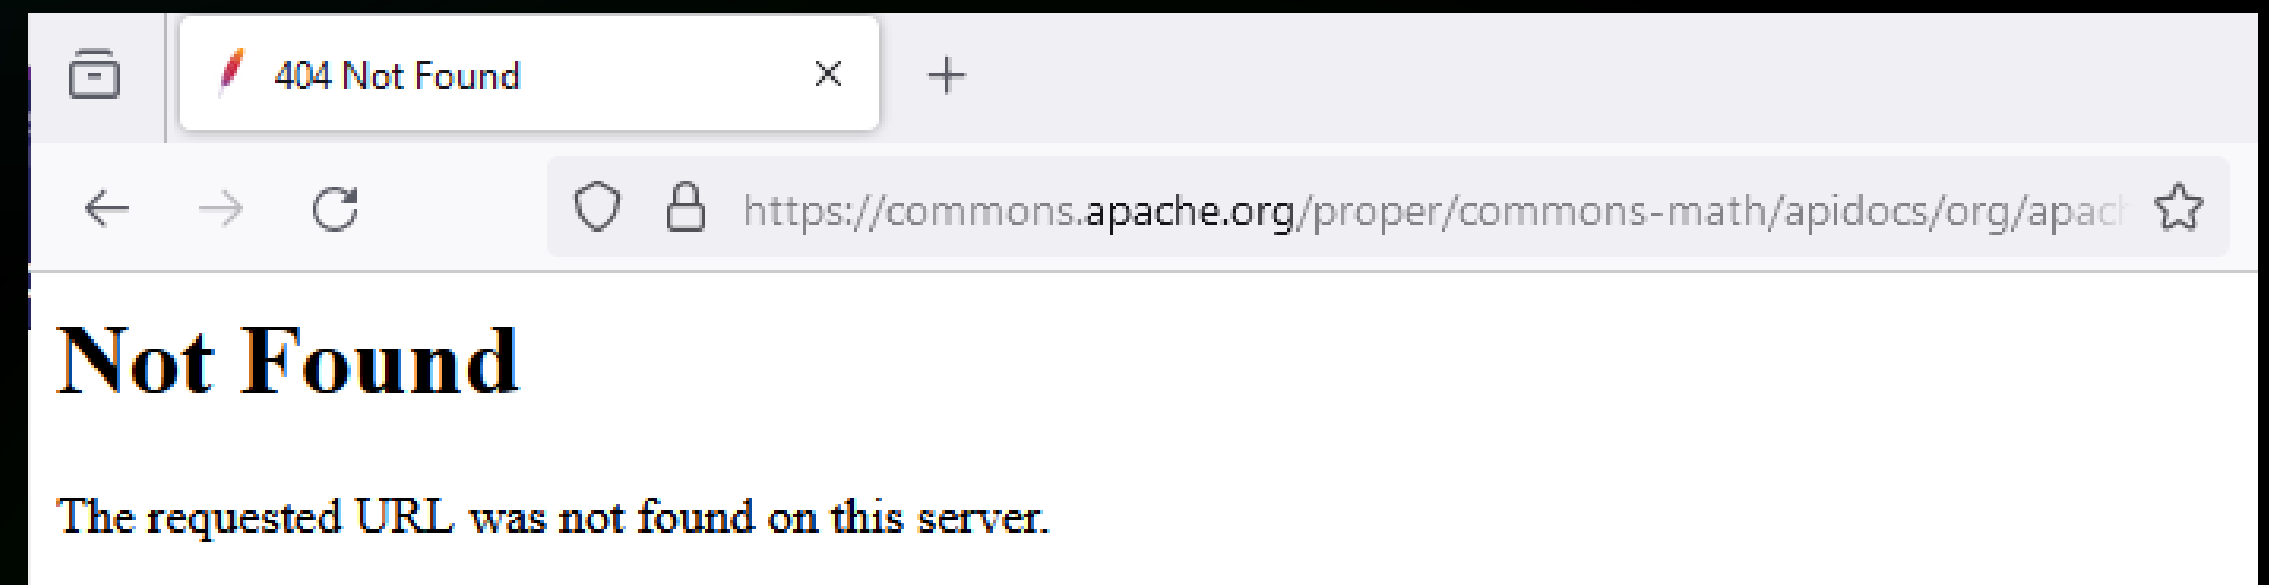 404 Not Found
https://commons.apache.org/proper/commons-math/apidocs/org/apach
Not Found
The requested URL was not found on this server.